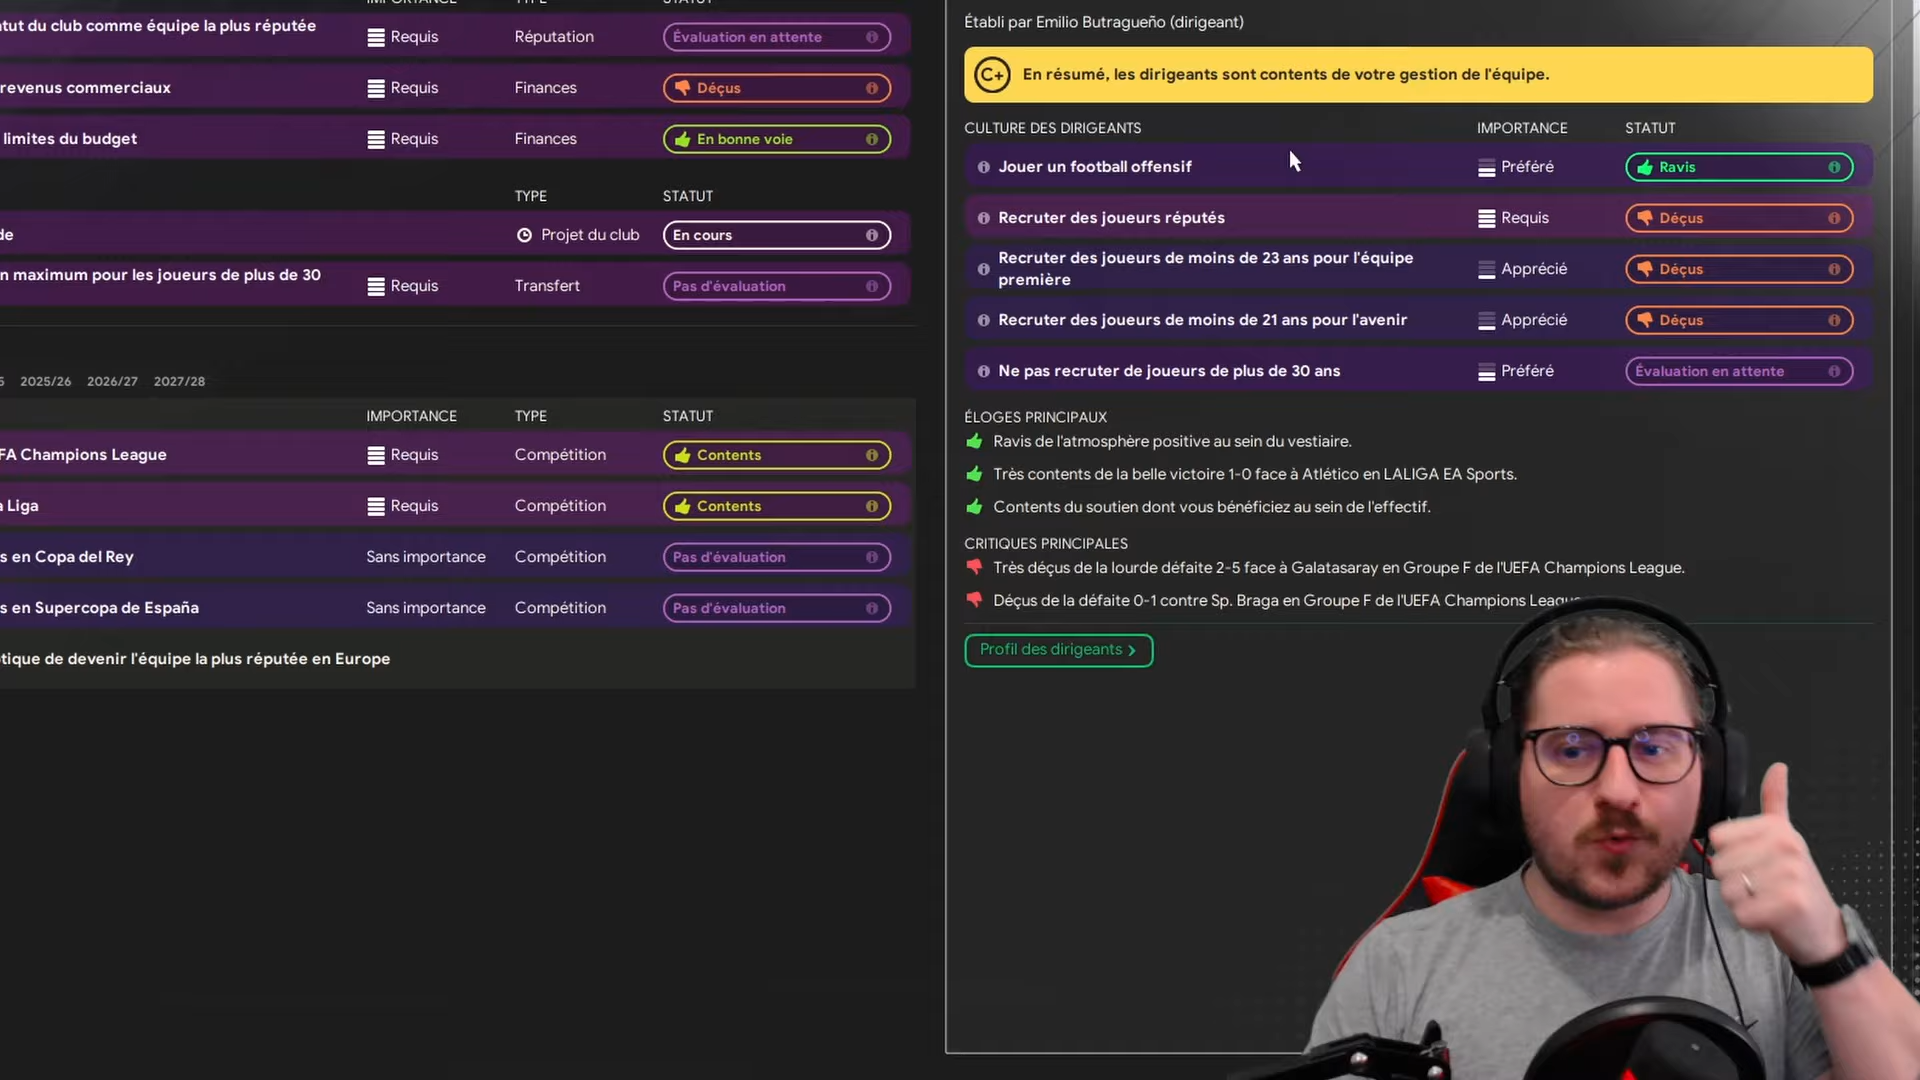 tut du club comme équipe la plus réputée
Requis
Réputation
Évaluation en attente
revenus commerciaux
Requis
Finances
Déçus
limites du budget
Requis
Finances
En bonne voie
TYPE
STATUT
de
Projet du club
En cours
n maximum pour les joueurs de plus de 30
Requis
Transfert
Pas d'évaluation
5 2025/26 2026/27 2027/28
IMPORTANCE
TYPE
STATUT
FA Champions League
Requis
Compétition
Contents
a Liga
Requis
Compétition
Contents
s en Copa del Rey
Sans importance
Compétition
Pas d'évaluation
s en Supercopa de España
Sans importance
Compétition
Pas d'évaluation
tique de devenir l'équipe la plus réputée en Europe
Établi par Emilio Butragueño (dirigeant)
C+ En résumé, les dirigeants sont contents de votre gestion de l'équipe.
CULTURE DES DIRIGEANTS
IMPORTANCE
STATUT
Jouer un football offensif
Préféré
Ravis
Recruter des joueurs réputés
Requis
Déçus
Recruter des joueurs de moins de 23 ans pour l'équipe
première
Apprécié
Déçus
Recruter des joueurs de moins de 21 ans pour l'avenir
Apprécié
Déçus
Ne pas recruter de joueurs de plus de 30 ans
Préféré
Évaluation en attente
ÉLOGES PRINCIPAUX
Ravis de l'atmosphère positive au sein du vestiaire.
Très contents de la belle victoire 1-0 face à Atlético en LALIGA EA Sports.
Contents du soutien dont vous bénéficiez au sein de l'effectif.
CRITIQUES PRINCIPALES
Très déçus de la lourde défaite 2-5 face à Galatasaray en Groupe F de l'UEFA Champions League.
Déçus de la défaite 0-1 contre Sp. Braga en Groupe F de l'UEFA Champions League
Profil des dirigeants >